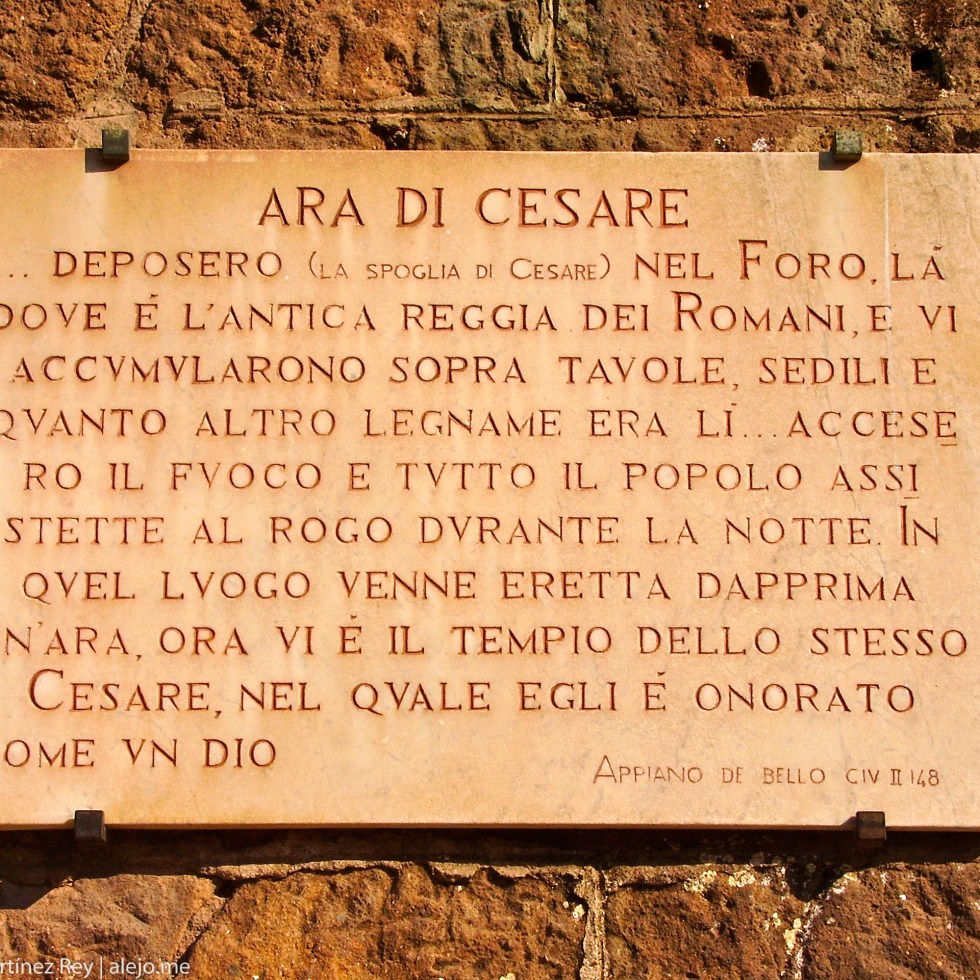 ARA DI CESARE
... DEPOSERO (LA SPOGLIA DI CESARE) NEL FORO, LÁ
DOVE É L'ANTICA REGGIA DEI ROMANI, E VI
ACCVMVLARONO SOPRA TAVOLE, SEDILI E
QVANTO ALTRO LEGNAME ERA LÍ... ACCESE
RO IL FVOCO E TVTTO IL POPOLO ASSI
STETTE AL ROGO DVRANTE LA NOTTE. IN
QVEL LVOGO VENNE ERETTA DAPPRIMA
N'ARA, ORA VI É IL TEMPIO DELLO STESSO
CESARE, NEL QVALE EGLI É ONORATO
OME VN DIO
APPIANO DE BELLO CIV II 148
rtínez Rey | alejo.me